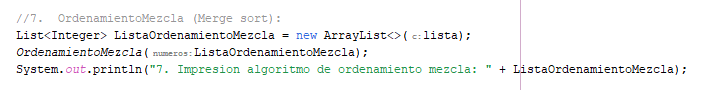 //7.  OrdenamientoMezcla (Merge sort):
List<Integer> ListaOrdenamientoMezcla = new ArrayList<>( c: lista);
OrdenamientoMezcla( numeros: ListaOrdenamientoMezcla);
System.out.println("7. Impresion algoritmo de ordenamiento mezcla: " + ListaOrdenamientoMezcla);